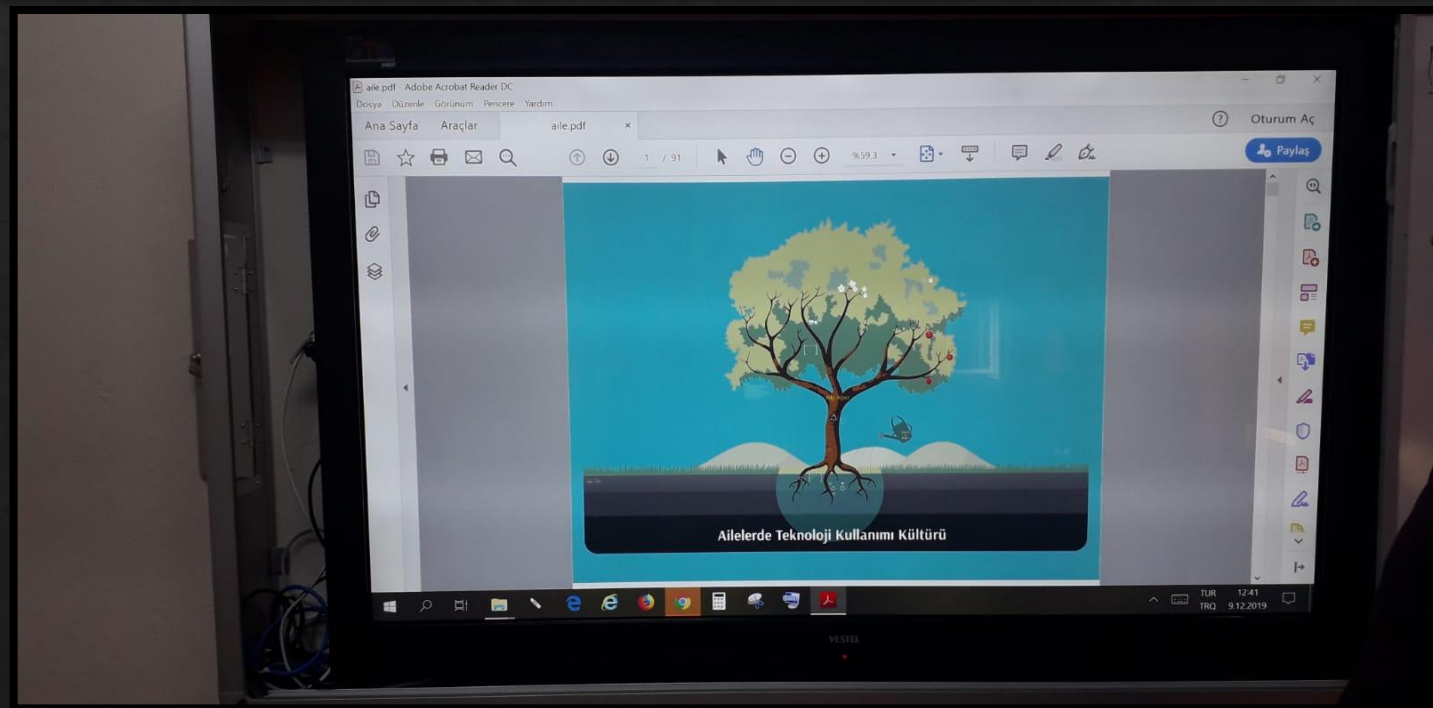 aile.pdf - Adobe Acrobat Reader DC
Dosya Düzenle Görünüm Pencere Yardım
Ana Sayfa Araçlar aile.pdf × Oturum Aç
1 / 91 %59,3 Paylaş
Ailelerde Teknoloji Kullanımı Kültürü
TUR 12:41
TRQ 9.12.2019
VESTEL